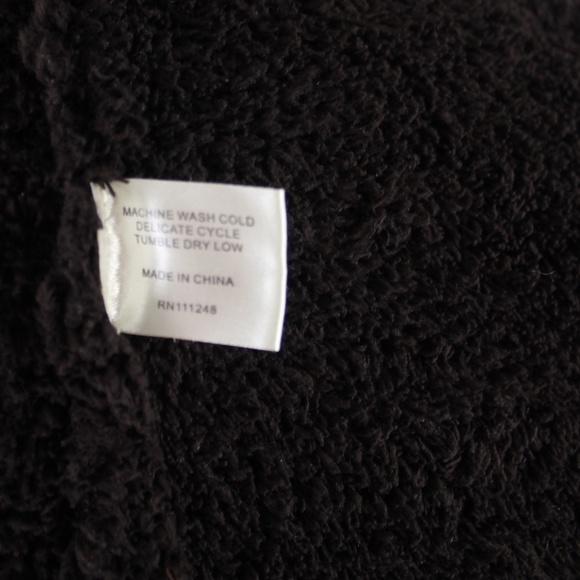 MACHINE WASH COLD
DELICATE CYCLE
TUMBLE DRY LOW
MADE IN CHINA
RN111248